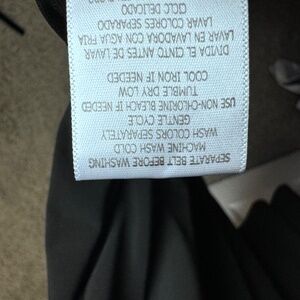 SEPARATE BELT BEFORE WASHING
MACHINE WASH COLD
WASH COLORS SEPARATELY
GENTLE CYCLE
USE NON-CHLORINE BLEACH IF NEEDED
TUMBLE DRY LOW
COOL IRON IF NEEDED
DIVIDA EL CINTO ANTES DE LAVAR
LAVAR EN LAVADORA CON AGUA FRIA
LAVAR COLORES SEPARADO
CICLO DELICADO